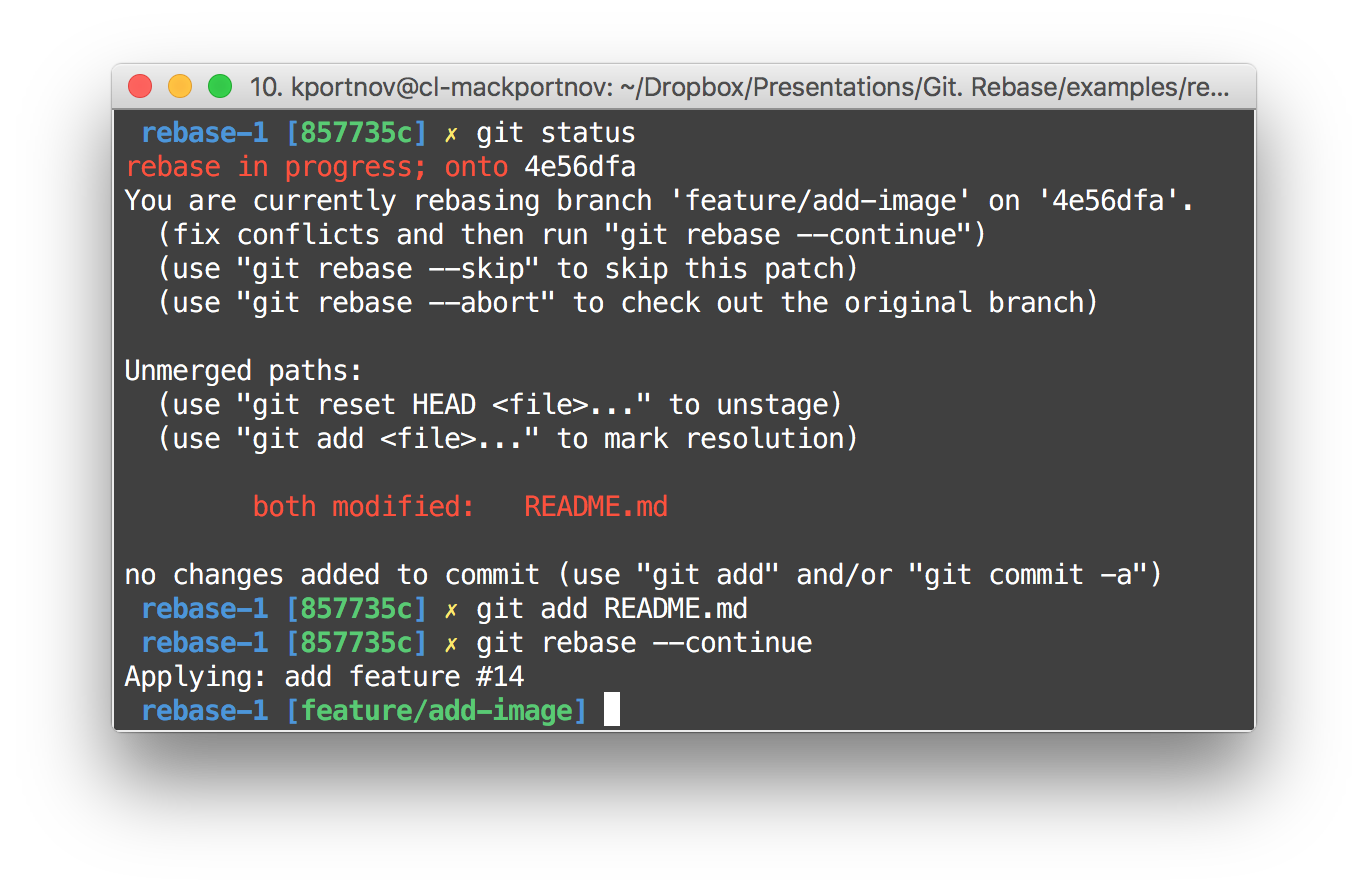 10. kportnov@cl-mackportnov: ~/Dropbox/Presentations/Git. Rebase/examples/re...
rebase-1 [857735c] ✗ git status
rebase in progress; onto 4e56dfa
You are currently rebasing branch 'feature/add-image' on '4e56dfa'.
  (fix conflicts and then run "git rebase --continue")
  (use "git rebase --skip" to skip this patch)
  (use "git rebase --abort" to check out the original branch)

Unmerged paths:
  (use "git reset HEAD <file>..." to unstage)
  (use "git add <file>..." to mark resolution)

        both modified:   README.md

no changes added to commit (use "git add" and/or "git commit -a")
rebase-1 [857735c] ✗ git add README.md
rebase-1 [857735c] ✗ git rebase --continue
Applying: add feature #14
rebase-1 [feature/add-image]